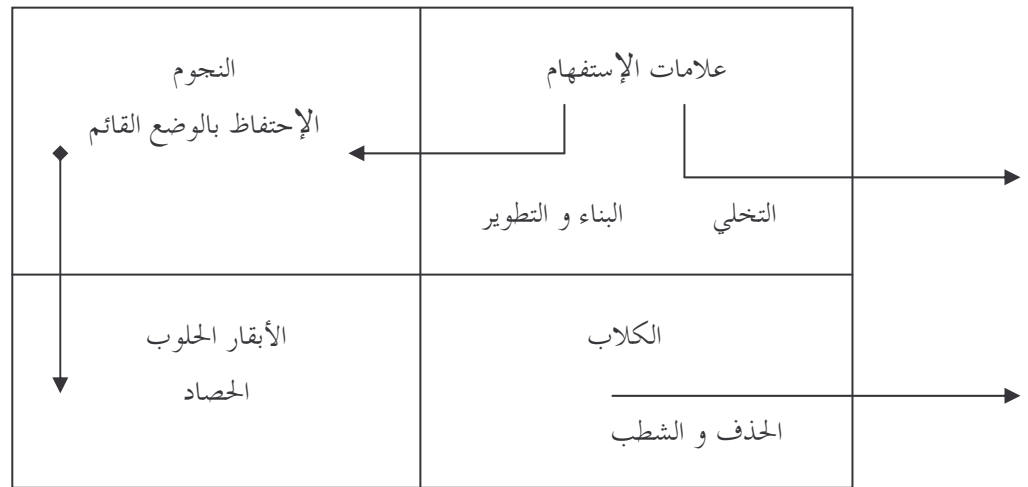 علامات الإستفهام
البناء و التطوير
التخلي
النجوم
الإحتفاظ بالوضع القائم
الكلاب
الحذف و الشطب
الأبقار الحلوب
الحصاد